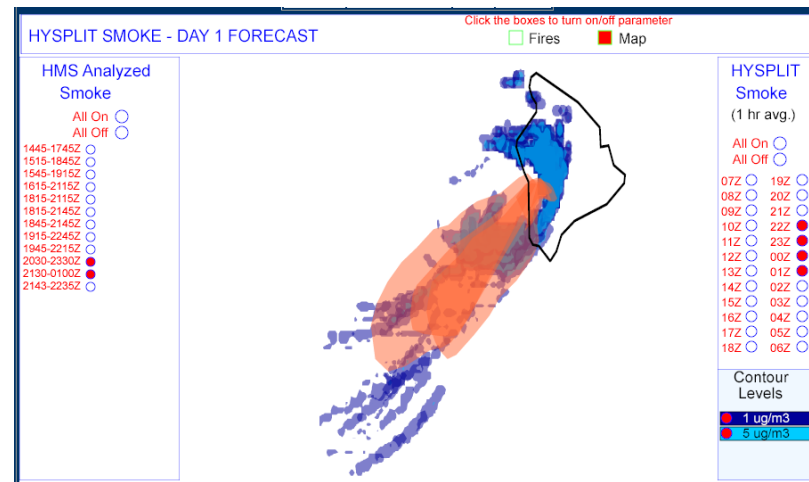 Click the boxes to turn on/off parameter
HYSPLIT SMOKE - DAY 1 FORECAST
Fires
Map
HMS Analyzed
Smoke
All On
All Off
1445-1745Z
1515-1845Z
1545-1915Z
1615-2115Z
1815-2115Z
1815-2145Z
1845-2145Z
1915-2245Z
1945-2215Z
2030-2330Z
2130-0100Z
2143-2235Z
HYSPLIT
Smoke
(1 hr avg.)
All On
All Off
07Z 19Z
08Z 20Z
09Z 21Z
10Z 22Z
11Z 23Z
12Z 00Z
13Z 01Z
14Z 02Z
15Z 03Z
16Z 04Z
17Z 05Z
18Z 06Z
Contour
Levels
1 ug/m3
5 ug/m3